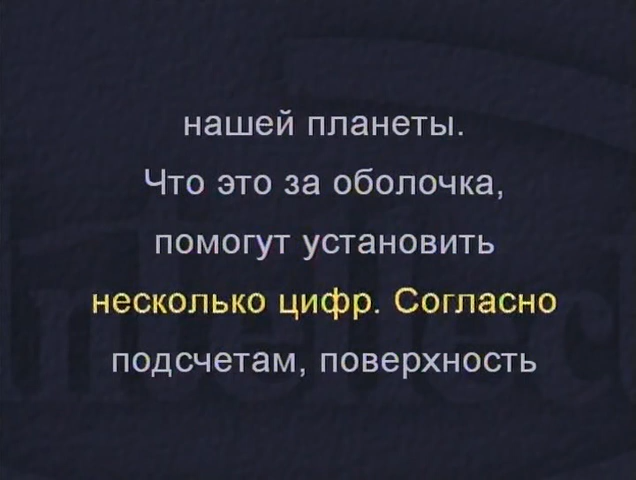 нашей планеты.
Что это за оболочка,
помогут установить
несколько цифр. Согласно
подсчетам, поверхность